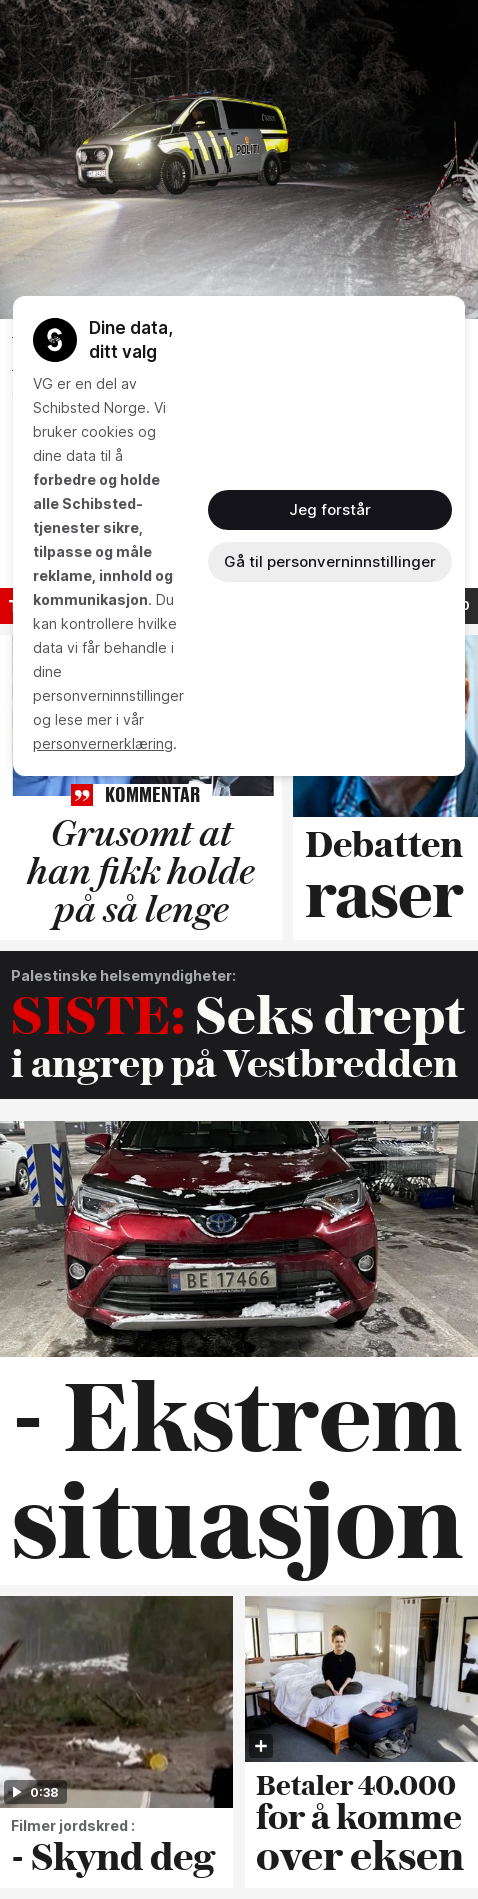 POLITI
Dine data,
ditt valg
VG er en del av
Schibsted Norge. Vi
bruker cookies og
dine data til å
forbedre og holde
alle Schibsted-
tjenester sikre,
tilpasse og måle
reklame, innhold og
kommunikasjon. Du
kan kontrollere hvilke
data vi får behandle i
dine
personverninnstillinger
og lese mer i vår
personvernerklæring.
Jeg forstår
Gå til personverninnstillinger
KOMMENTAR
Grusomt at
han fikk holde
på så lenge
Debatten
raser
Palestinske helsemyndigheter:
SISTE: Seks drept
i angrep på Vestbredden
BE 17466
- Ekstrem
situasjon
0:38
Filmer jordskred :
- Skynd deg
Betaler 40.000
for å komme
over eksen